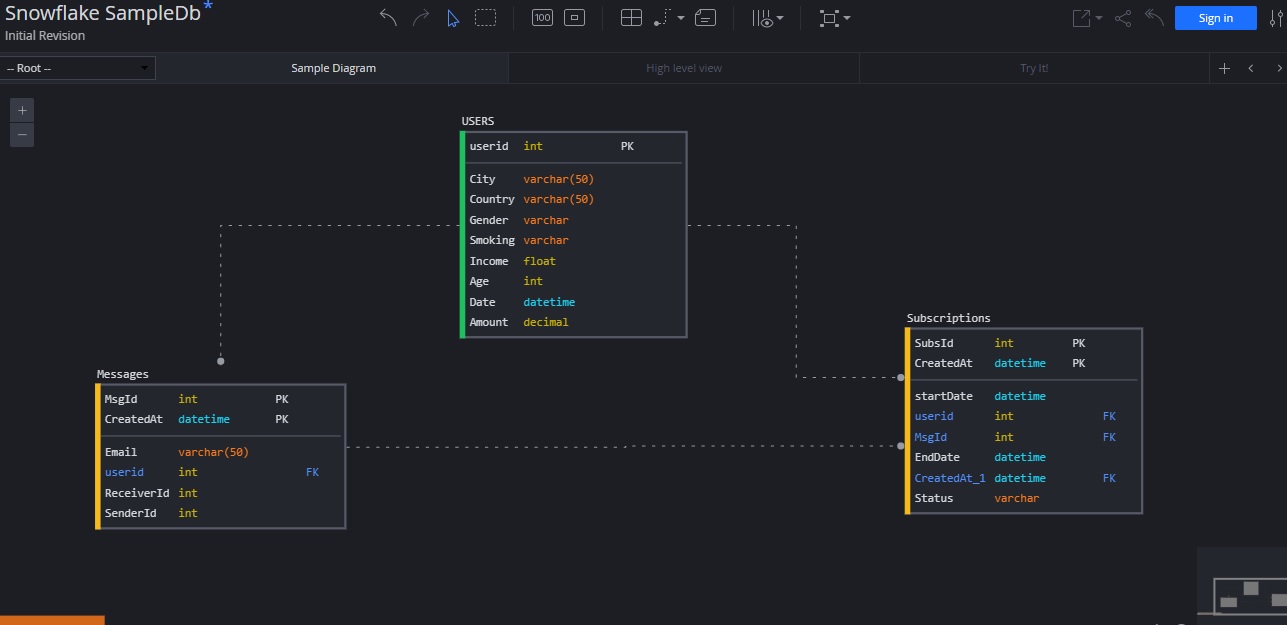 Snowflake SampleDb*
Initial Revision
100
Sign in
-- Root --
Sample Diagram
High level view
Try It!
+
+
−
USERS
userid int PK
City varchar(50)
Country varchar(50)
Gender varchar
Smoking varchar
Income float
Age int
Date datetime
Amount decimal
Messages
MsgId int PK
CreatedAt datetime PK
Email varchar(50)
userid int FK
ReceiverId int
SenderId int
Subscriptions
SubsId int PK
CreatedAt datetime PK
startDate datetime
userid int FK
MsgId int FK
EndDate datetime
CreatedAt_1 datetime FK
Status varchar